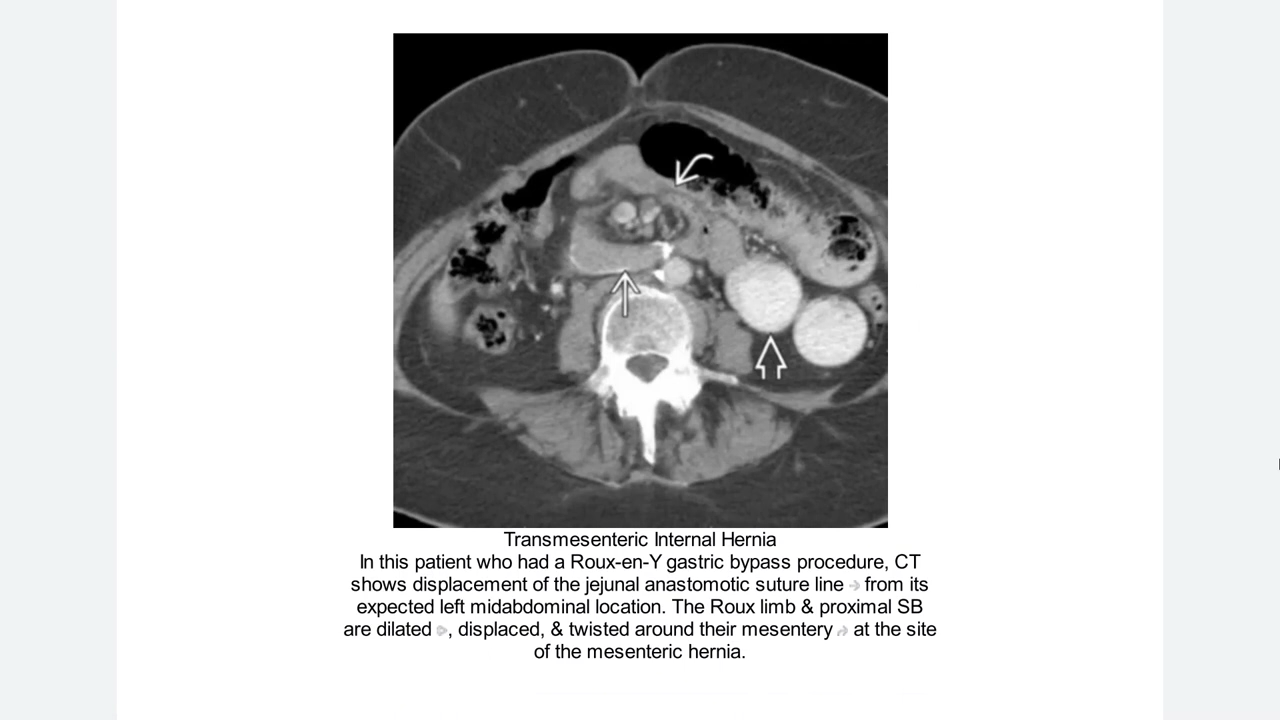 Transmesenteric Internal Hernia
In this patient who had a Roux-en-Y gastric bypass procedure, CT
shows displacement of the jejunal anastomotic suture line from its
expected left midabdominal location. The Roux limb & proximal SB
are dilated , displaced, & twisted around their mesentery at the site
of the mesenteric hernia.